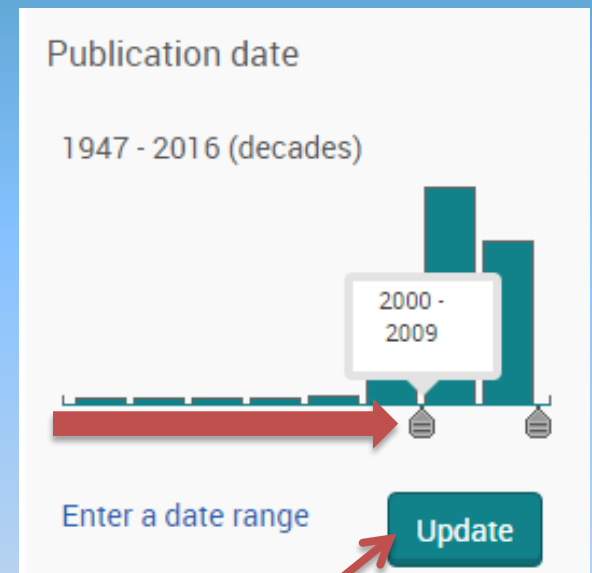 Publication date
1947 - 2016 (decades)
2000 -
2009
Enter a date range
Update